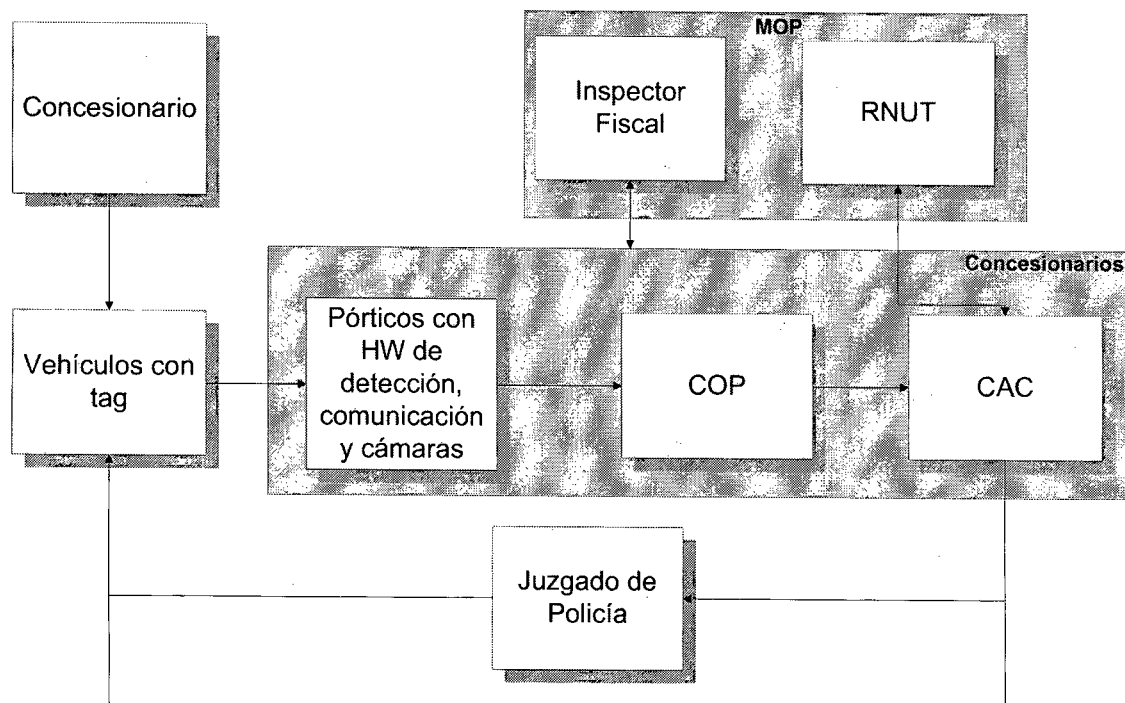 MOP
Concesionario
Inspector
Fiscal
RNUT
Concesionarios
Vehículos con
tag
Pórticos con
HW de
detección,
comunicación
y cámaras
COP
CAC
Juzgado de
Policía